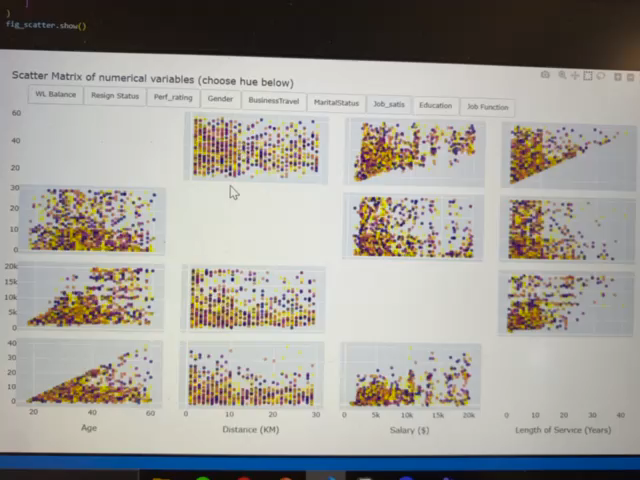 }
fig_scatter.show()
Scatter Matrix of numerical variables (choose hue below)
WL Balance Resign Status Perf_rating Gender BusinessTravel MaritalStatus Job_satis Education Job Function
60
40
20
30
20
10
0
20k
15k
10k
5k
0
40
30
20
10
0
20 40 60 0 10 20 30 0 5k 10k 15k 20k 0 10 20 30 40
Age Distance (KM) Salary ($) Length of Service (Years)